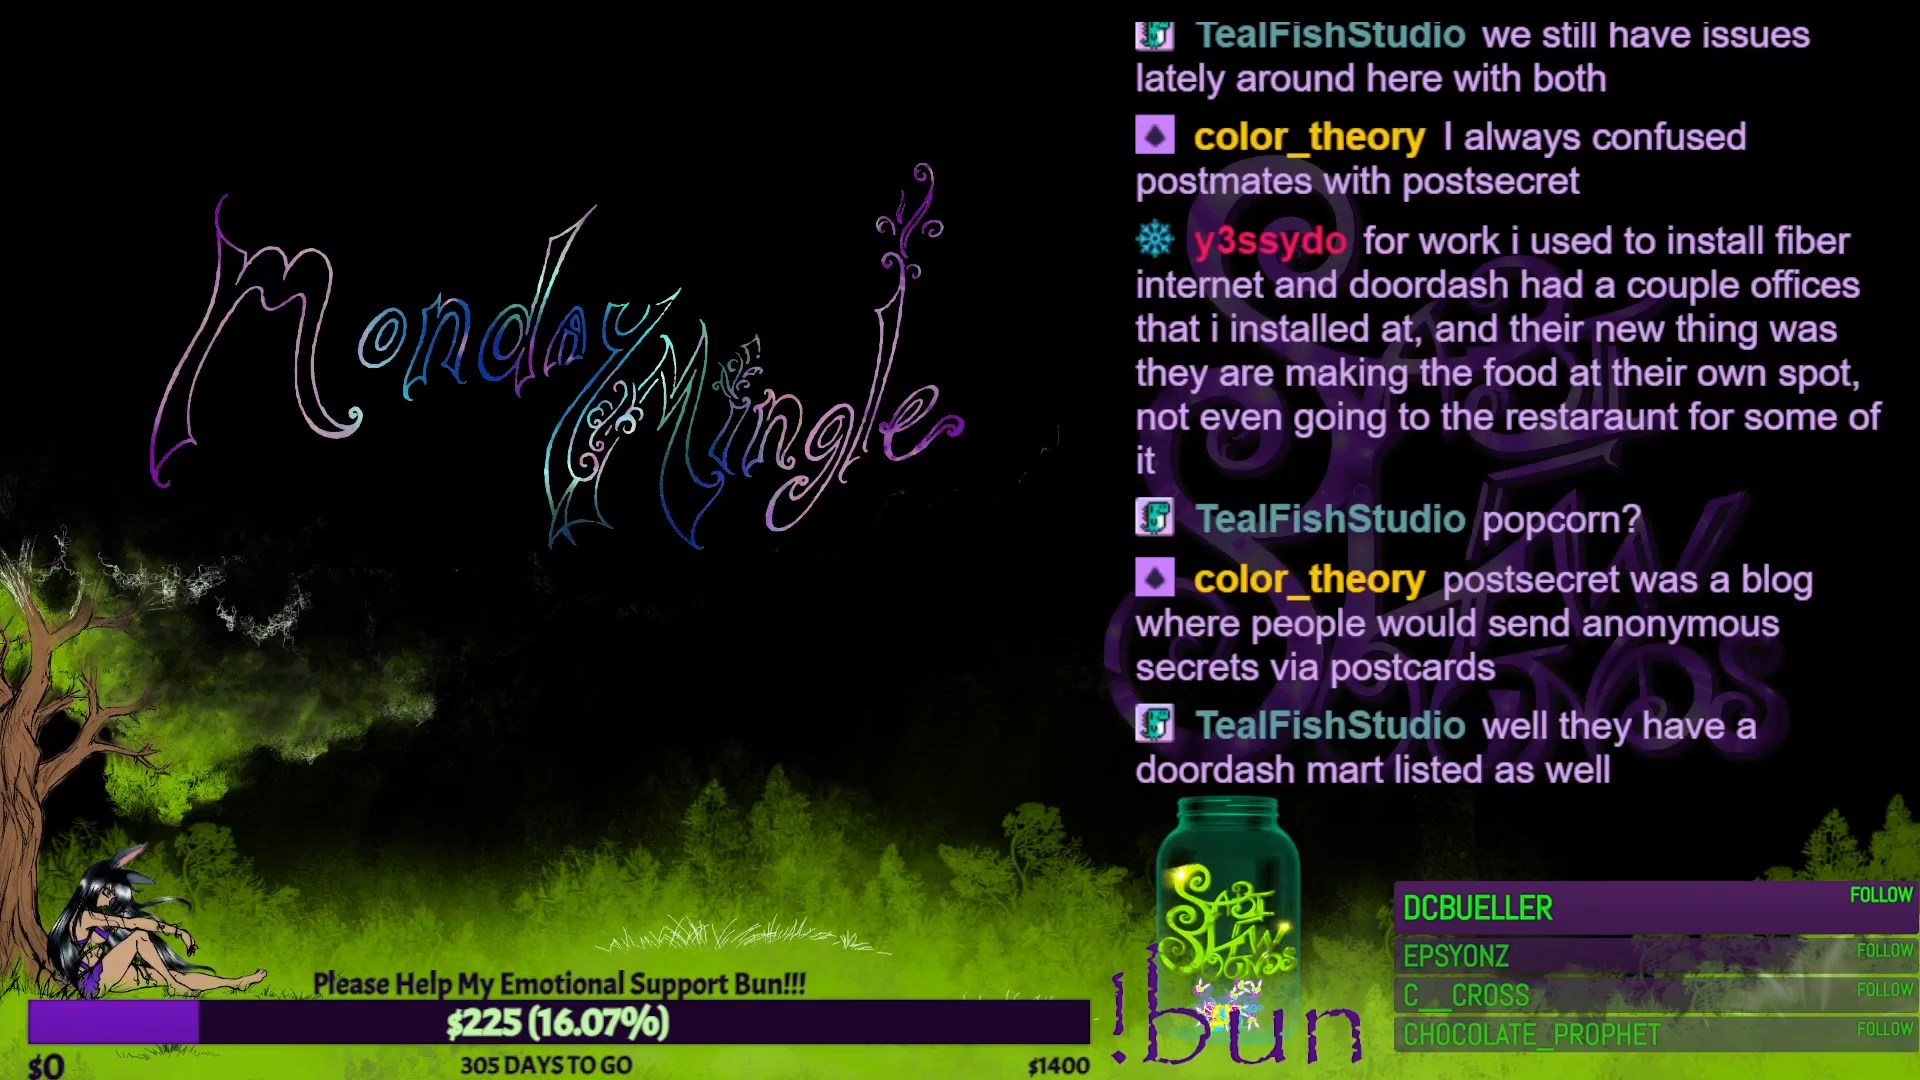 Monday
Mingle
TealFishStudio we still have issues
lately around here with both
color_theory I always confused
postmates with postsecret
y3ssydo for work i used to install fiber
internet and doordash had a couple offices
that i installed at, and their new thing was
they are making the food at their own spot,
not even going to the restaraunt for some of
it
TealFishStudio popcorn?
color_theory postsecret was a blog
where people would send anonymous
secrets via postcards
TealFishStudio well they have a
doordash mart listed as well
!bun
DCBUELLER FOLLOW
EPSYONZ FOLLOW
C__CROSS FOLLOW
CHOCOLATE_PROPHET FOLLOW
Please Help My Emotional Support Bun!!!
$225 (16.07%)
$0 305 DAYS TO GO $1400